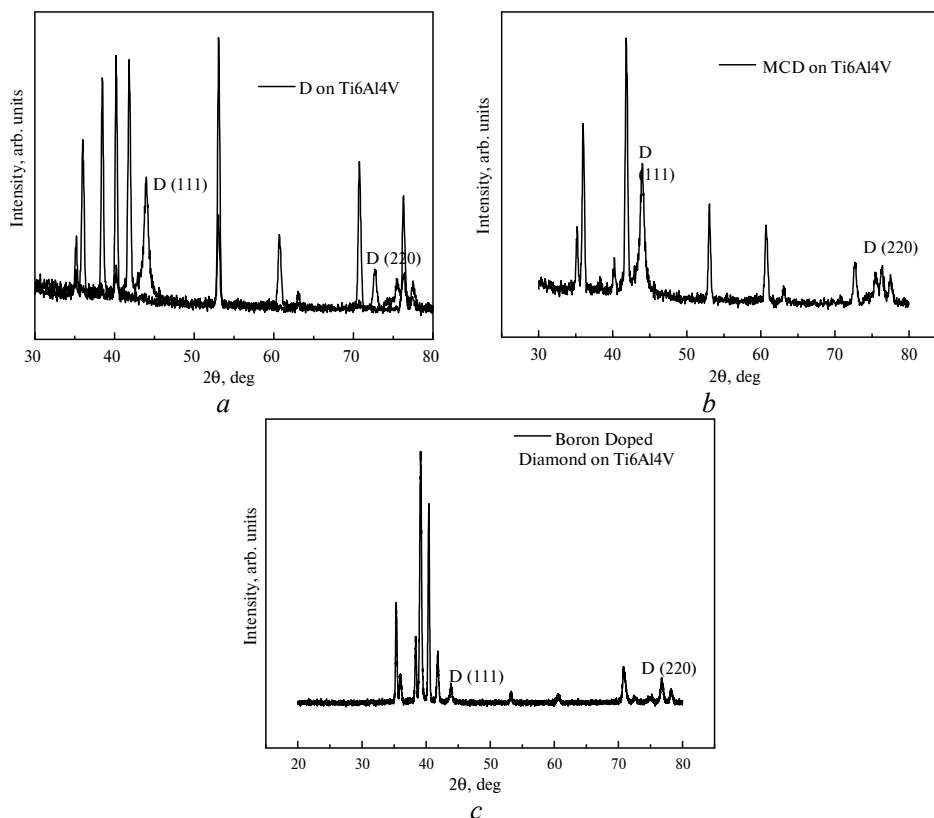 Intensity, arb. units
D on Ti6Al4V
D (111)
D (220)
30 40 50 60 70 80
2θ, deg
a
Intensity, arb. units
MCD on Ti6Al4V
D
(111)
D (220)
30 40 50 60 70 80
2θ, deg
b
Intensity, arb. units
Boron Doped
Diamond on Ti6Al4V
D (111)
D (220)
20 30 40 50 60 70 80
2θ, deg
c